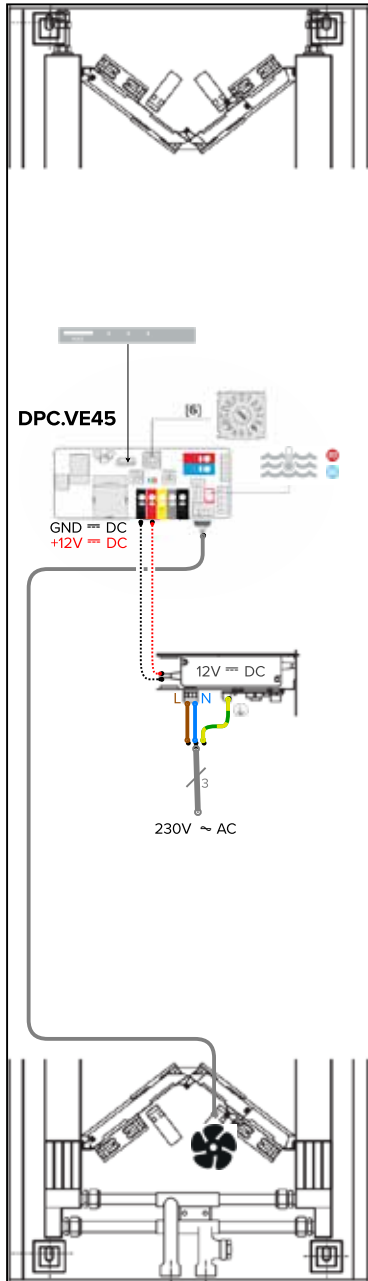 [6]
DPC.VE45
GND ⎓ DC
+12V ⎓ DC
12V ⎓ DC
L N
3
230V ~ AC